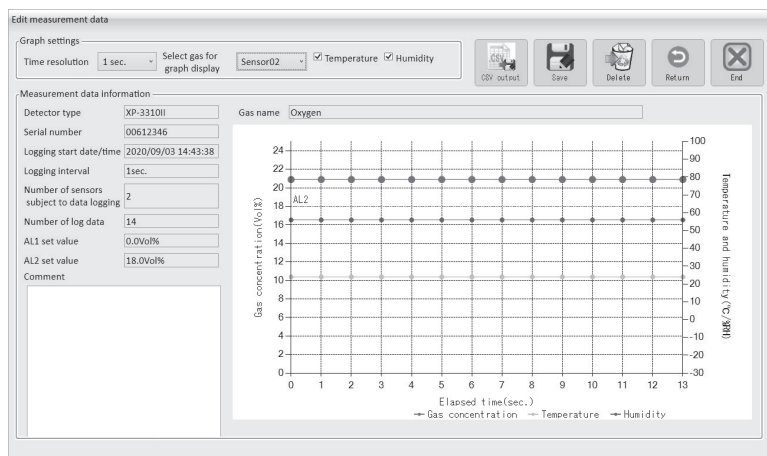 Edit measurement data
Graph settings
Time resolution 1 sec.
Select gas for
graph display
Sensor02
Temperature Humidity
CSV
CSV output Save Delete Return End
Measurement data information
Detector type XP-3310II
Serial number 00612346
Logging start date/time 2020/09/03 14:43:38
Logging interval 1sec.
Number of sensors
subject to data logging 2
Number of log data 14
AL1 set value 0.0Vol%
AL2 set value 18.0Vol%
Comment
Gas name Oxygen
Gas concentration(Vol%)
24
22
20
18
16
14
12
10
8
6
4
2
0
AL2
100
90
80
70
60
50
40
30
20
10
0
-10
-20
-30
Temperature and humidity(°C/%RH)
0 1 2 3 4 5 6 7 8 9 10 11 12 13
Elapsed time(sec.)
Gas concentration Temperature Humidity